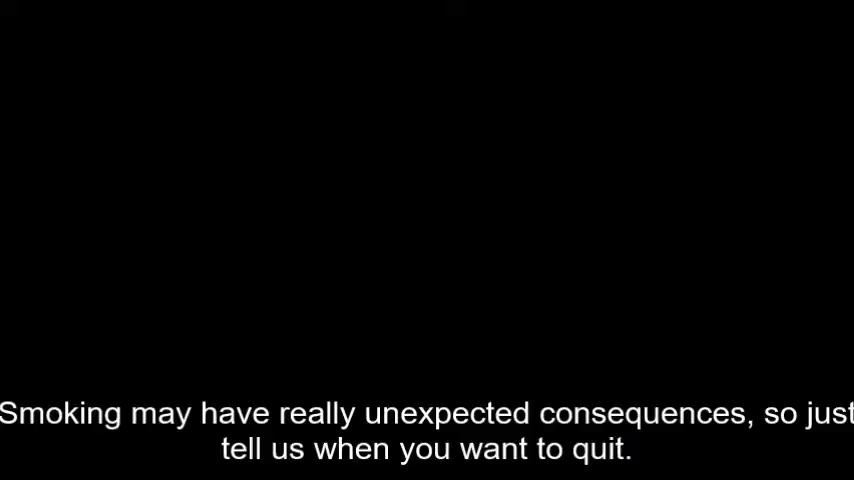 Smoking may have really unexpected consequences, so just
tell us when you want to quit.